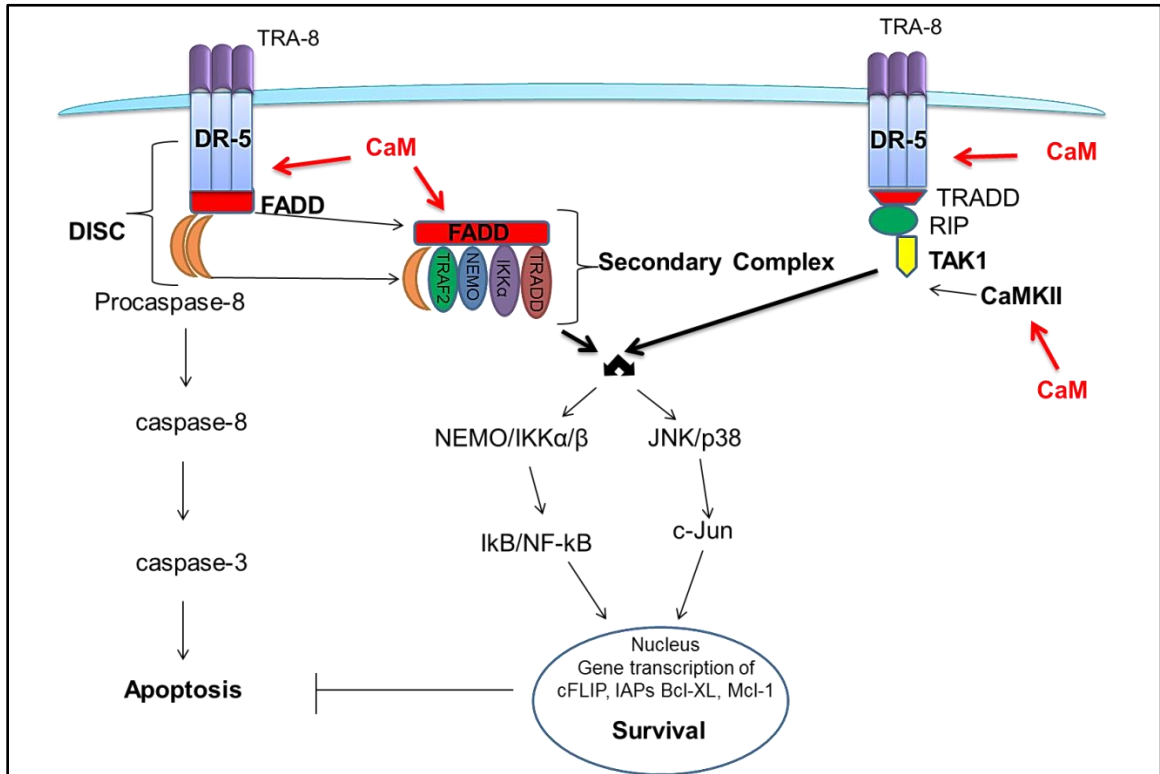 TRA-8
TRA-8
DR-5
DR-5
CaM
CaM
FADD
TRADD
DISC
FADD
RIP
TRAF2
NEMO
IKKα
TRADD
Secondary Complex
TAK1
Procaspase-8
CaMKII
CaM
caspase-8
NEMO/IKKα/β
JNK/p38
IkB/NF-kB
c-Jun
caspase-3
Nucleus
Gene transcription of
cFLIP, IAPs Bcl-XL, Mcl-1
Survival
Apoptosis